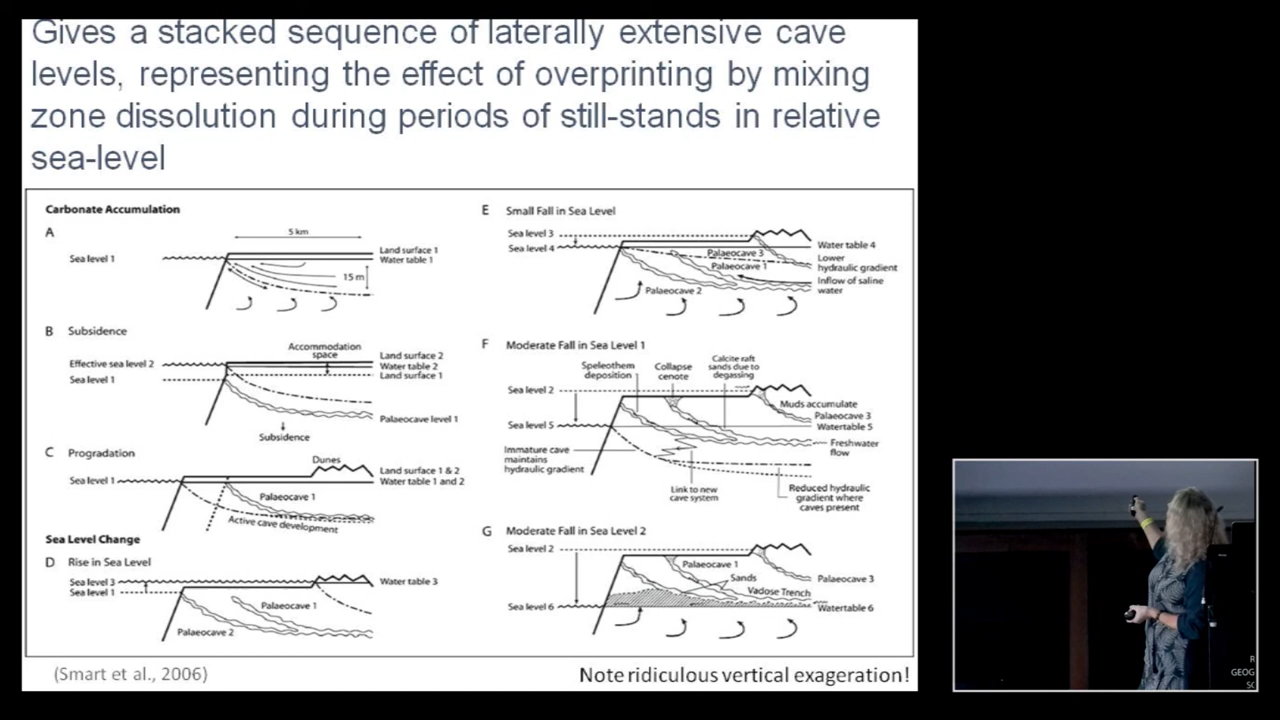 Gives a stacked sequence of laterally extensive cave
levels, representing the effect of overprinting by mixing
zone dissolution during periods of still-stands in relative
sea-level
Carbonate Accumulation
A
5 km
Sea level 1
Land surface 1
Water table 1
15 m
B Subsidence
Accommodation
space
Effective sea level 2
Sea level 1
Land surface 2
Water table 2
Land surface 1
Palaeocave level 1
Subsidence
C Progradation
Dunes
Sea level 1
Land surface 1 & 2
Water table 1 and 2
Palaeocave 1
Active cave development
Sea Level Change
D Rise in Sea Level
Sea level 3
Sea level 1
Water table 3
Palaeocave 1
Palaeocave 2
E Small Fall in Sea Level
Sea level 3
Sea level 4
Water table 4
Palaeocave 3
Lower
hydraulic gradient
Palaeocave 1
Inflow of saline
water
Palaeocave 2
F Moderate Fall in Sea Level 1
Speleothem
deposition
Collapse
cenote
Calcite raft
sands due to
degassing
Sea level 2
Muds accumulate
Palaeocave 3
Sea level 5
Watertable 5
Freshwater
flow
Immature cave
maintains
hydraulic gradient
Link to new
cave system
Reduced hydraulic
gradient where
caves present
G Moderate Fall in Sea Level 2
Sea level 2
Palaeocave 1
Sands
Palaeocave 3
Vadose Trench
Sea level 6
Watertable 6
(Smart et al., 2006)
Note ridiculous vertical exageration!
R
GEOG
SC